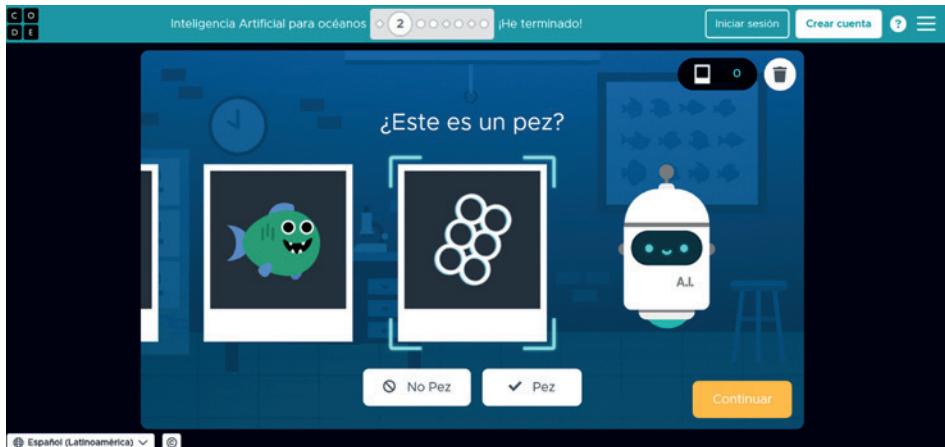 CODE
Inteligencia Artificial para océanos 2 ¡He terminado! Iniciar sesión Crear cuenta ?
0
¿Este es un pez?
A.I.
No Pez Pez
Continuar
Español (Latinoamérica) ©